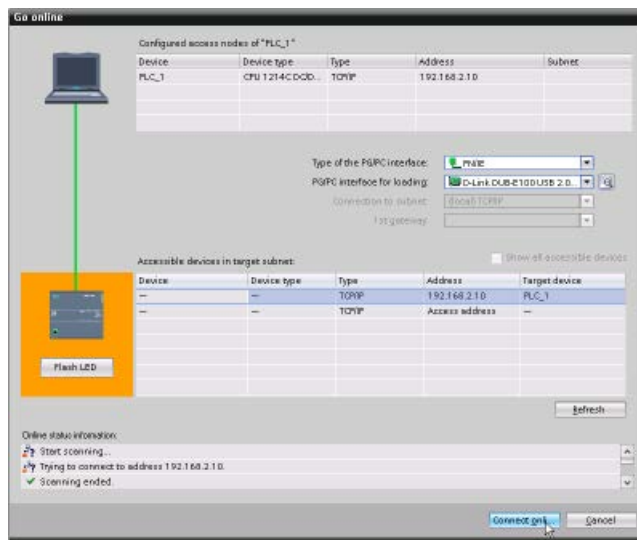 Go online
Configured access nodes of "PLC_1"
Device Device type Type Address Subnet
PLC_1 CPU 1214C DC/D... TCP/IP 192.168.2.10
Type of the PG/PC interface: PN/IE
PG/PC interface for loading: D-Link DUB-E100 USB 2.0...
Connection to subnet: (local) TCP/IP
1st gateway:
Accessible devices in target subnet: Show all accessible devices
Device Device type Type Address Target device
— — TCP/IP 192.168.2.10 PLC_1
— — TCP/IP Access address —
Flash LED
Refresh
Online status information:
Start scanning...
Trying to connect to address 192.168.2.10.
Scanning ended.
Connect onli... Cancel